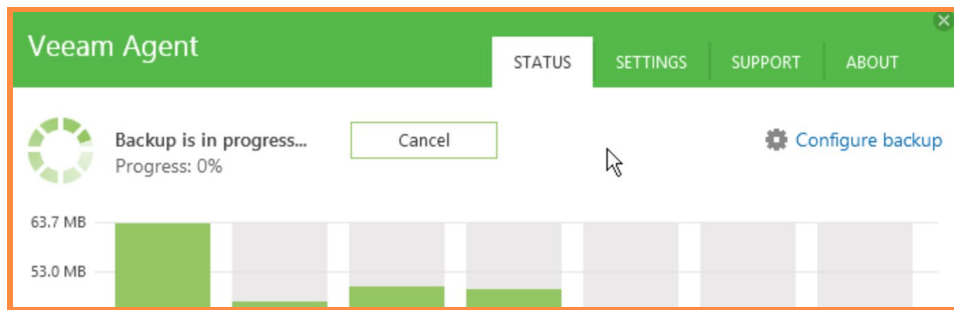 Veeam Agent
STATUS SETTINGS SUPPORT ABOUT
Backup is in progress... Cancel Configure backup
Progress: 0%
63.7 MB
53.0 MB